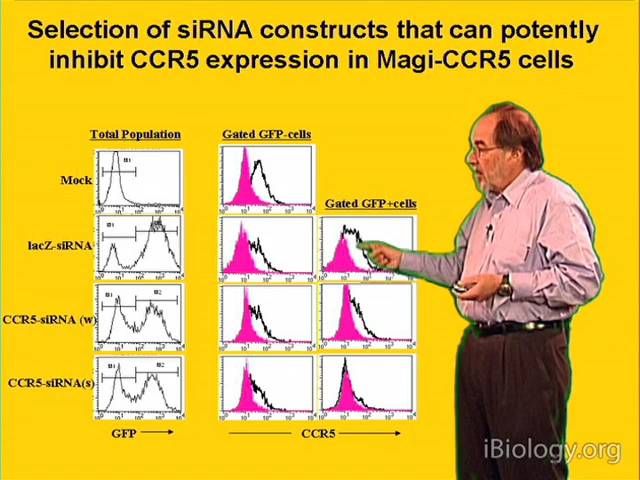 Selection of siRNA constructs that can potently
inhibit CCR5 expression in Magi-CCR5 cells
Total Population
Gated GFP-cells
Mock
Gated GFP+cells
lacZ-siRNA
CCR5-siRNA (w)
CCR5-siRNA(s)
GFP
CCR5
iBiology.org